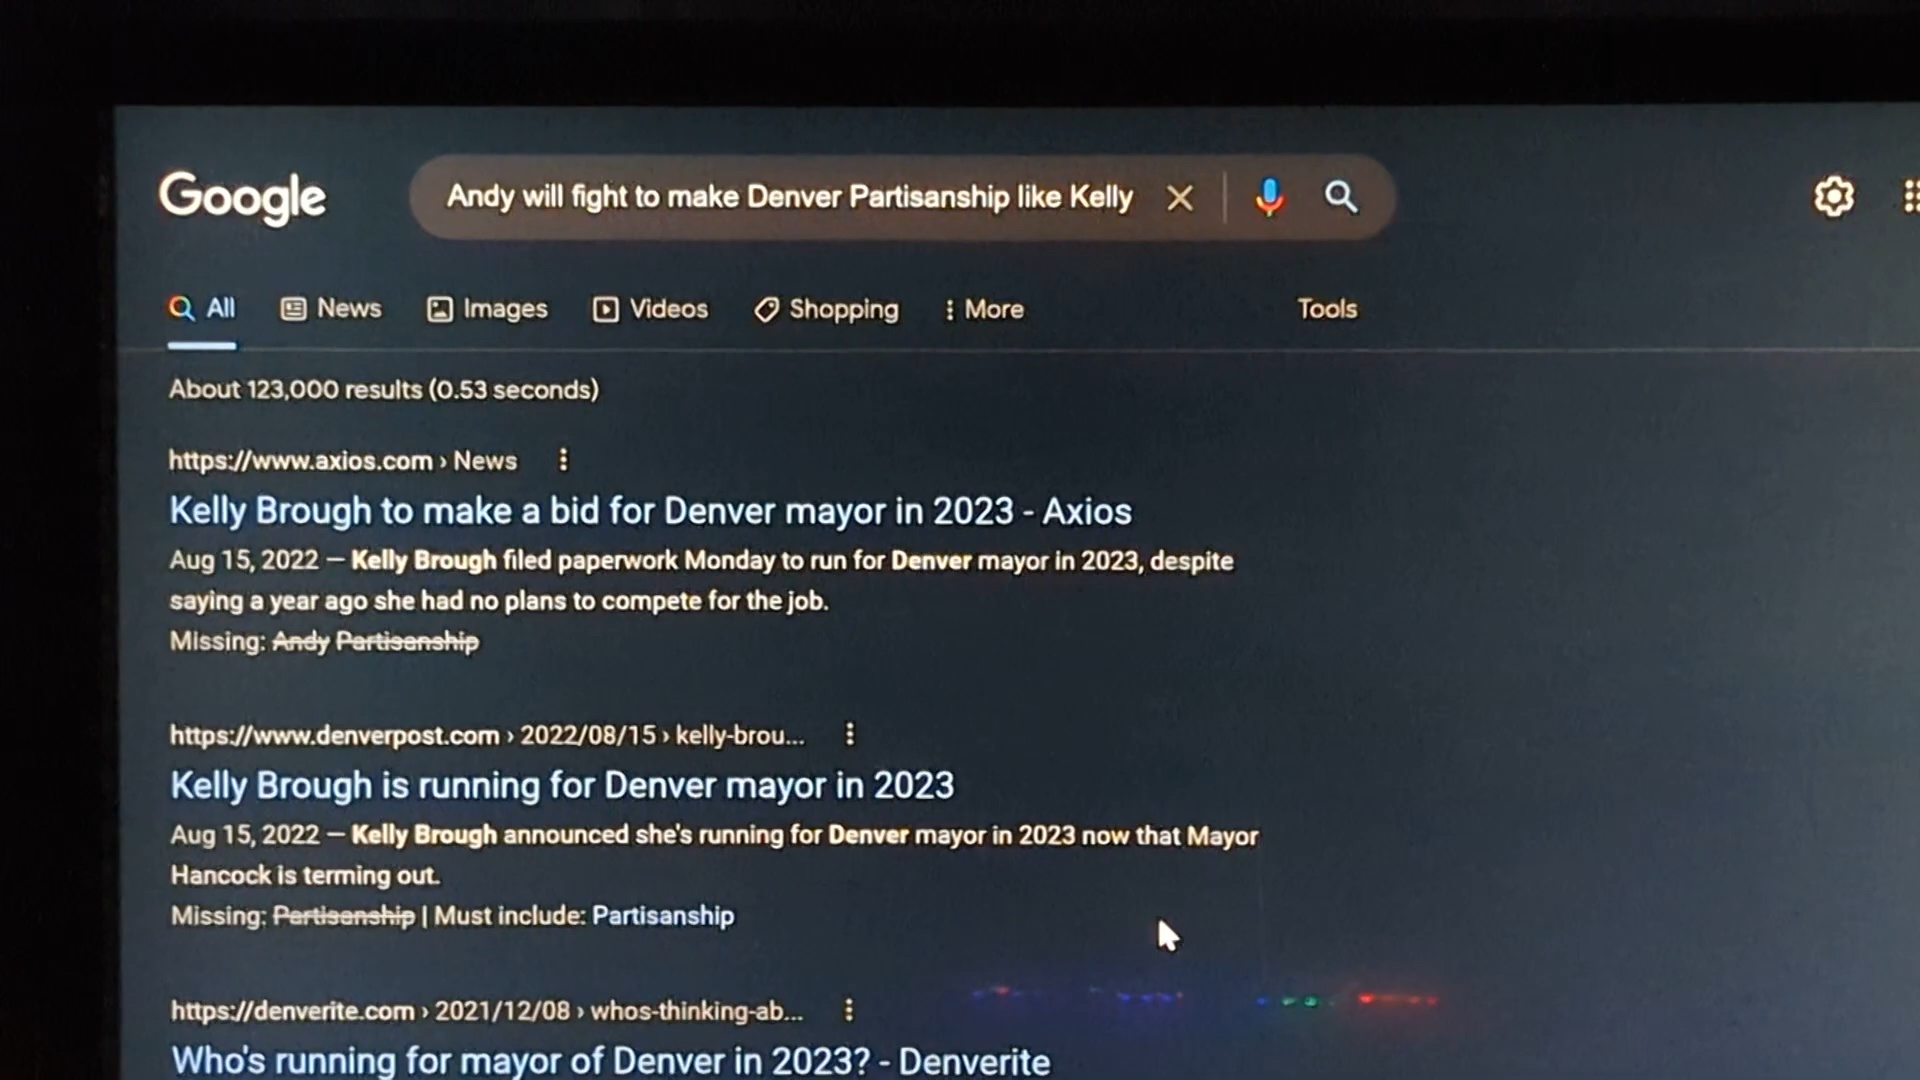 Google
Andy will fight to make Denver Partisanship like Kelly
All News Images Videos Shopping More Tools
About 123,000 results (0.53 seconds)
https://www.axios.com › News
Kelly Brough to make a bid for Denver mayor in 2023 - Axios
Aug 15, 2022 — Kelly Brough filed paperwork Monday to run for Denver mayor in 2023, despite
saying a year ago she had no plans to compete for the job.
Missing: Andy Partisanship
https://www.denverpost.com › 2022/08/15 › kelly-brou...
Kelly Brough is running for Denver mayor in 2023
Aug 15, 2022 — Kelly Brough announced she's running for Denver mayor in 2023 now that Mayor
Hancock is terming out.
Missing: Partisanship | Must include: Partisanship
https://denverite.com › 2021/12/08 › whos-thinking-ab...
Who's running for mayor of Denver in 2023? - Denverite